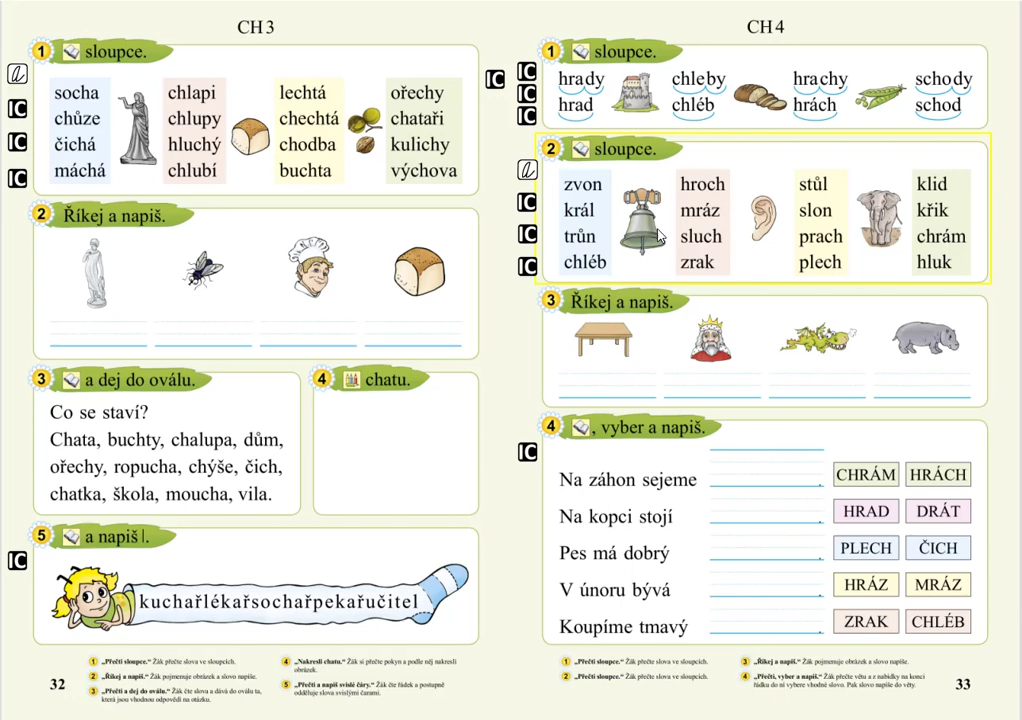 CH 3
1 sloupce.
socha
chůze
čichá
máchá
chlapi
chlupy
hluchý
chlubí
lechtá
chechtá
chodba
buchta
ořechy
chataři
kulichy
výchova
2 Říkej a napiš.
3 a dej do oválu.
Co se staví?
Chata, buchty, chalupa, dům,
ořechy, ropucha, chýše, čich,
chatka, škola, moucha, vila.
4 chatu.
5 a napiš |.
kuchařlékařsochařpekařučitel
1 „Přečti sloupce.“ Žák přečte slova ve sloupcích.
2 „Říkej a napiš.“ Žák pojmenuje obrázek a slovo napíše.
3 „Přečti a dej do oválu.“ Žák čte slova a dává do oválu ta,
která jsou vhodnou odpovědí na otázku.
4 „Nakresli chatu.“ Žák si přečte pokyn a podle něj nakreslí
obrázek.
5 „Přečti a napiš svislé čáry.“ Žák čte řádek a postupně
odděluje slova svislými čarami.
32
CH 4
1 sloupce.
hrady
hrad
chleby
chléb
hrachy
hrách
schody
schod
2 sloupce.
zvon
král
trůn
chléb
hroch
mráz
sluch
zrak
stůl
slon
prach
plech
klid
křik
chrám
hluk
3 Říkej a napiš.
4 , vyber a napiš.
Na záhon sejeme . CHRÁM HRÁCH
Na kopci stojí . HRAD DRÁT
Pes má dobrý . PLECH ČICH
V únoru bývá . HRÁZ MRÁZ
Koupíme tmavý . ZRAK CHLÉB
1 „Přečti sloupce.“ Žák přečte slova ve sloupcích.
2 „Přečti sloupce.“ Žák přečte slova ve sloupcích.
3 „Říkej a napiš.“ Žák pojmenuje obrázek a slovo napíše.
4 „Přečti, vyber a napiš.“ Žák přečte větu a z nabídky na konci
řádku do ní vybere vhodné slovo. Pak slovo napíše do věty.
33